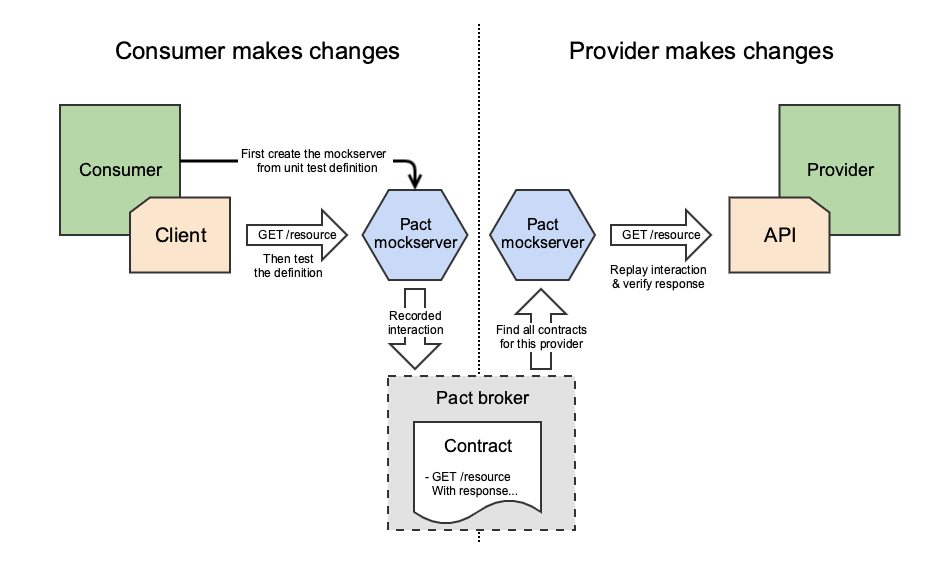 Consumer makes changes
Provider makes changes
Consumer
First create the mockserver
from unit test definition
Provider
Client
GET /resource
Then test
the definition
Pact
mockserver
Pact
mockserver
GET /resource
Replay interaction
& verify response
API
Recorded
interaction
Find all contracts
for this provider
Pact broker
Contract
- GET /resource
With response...